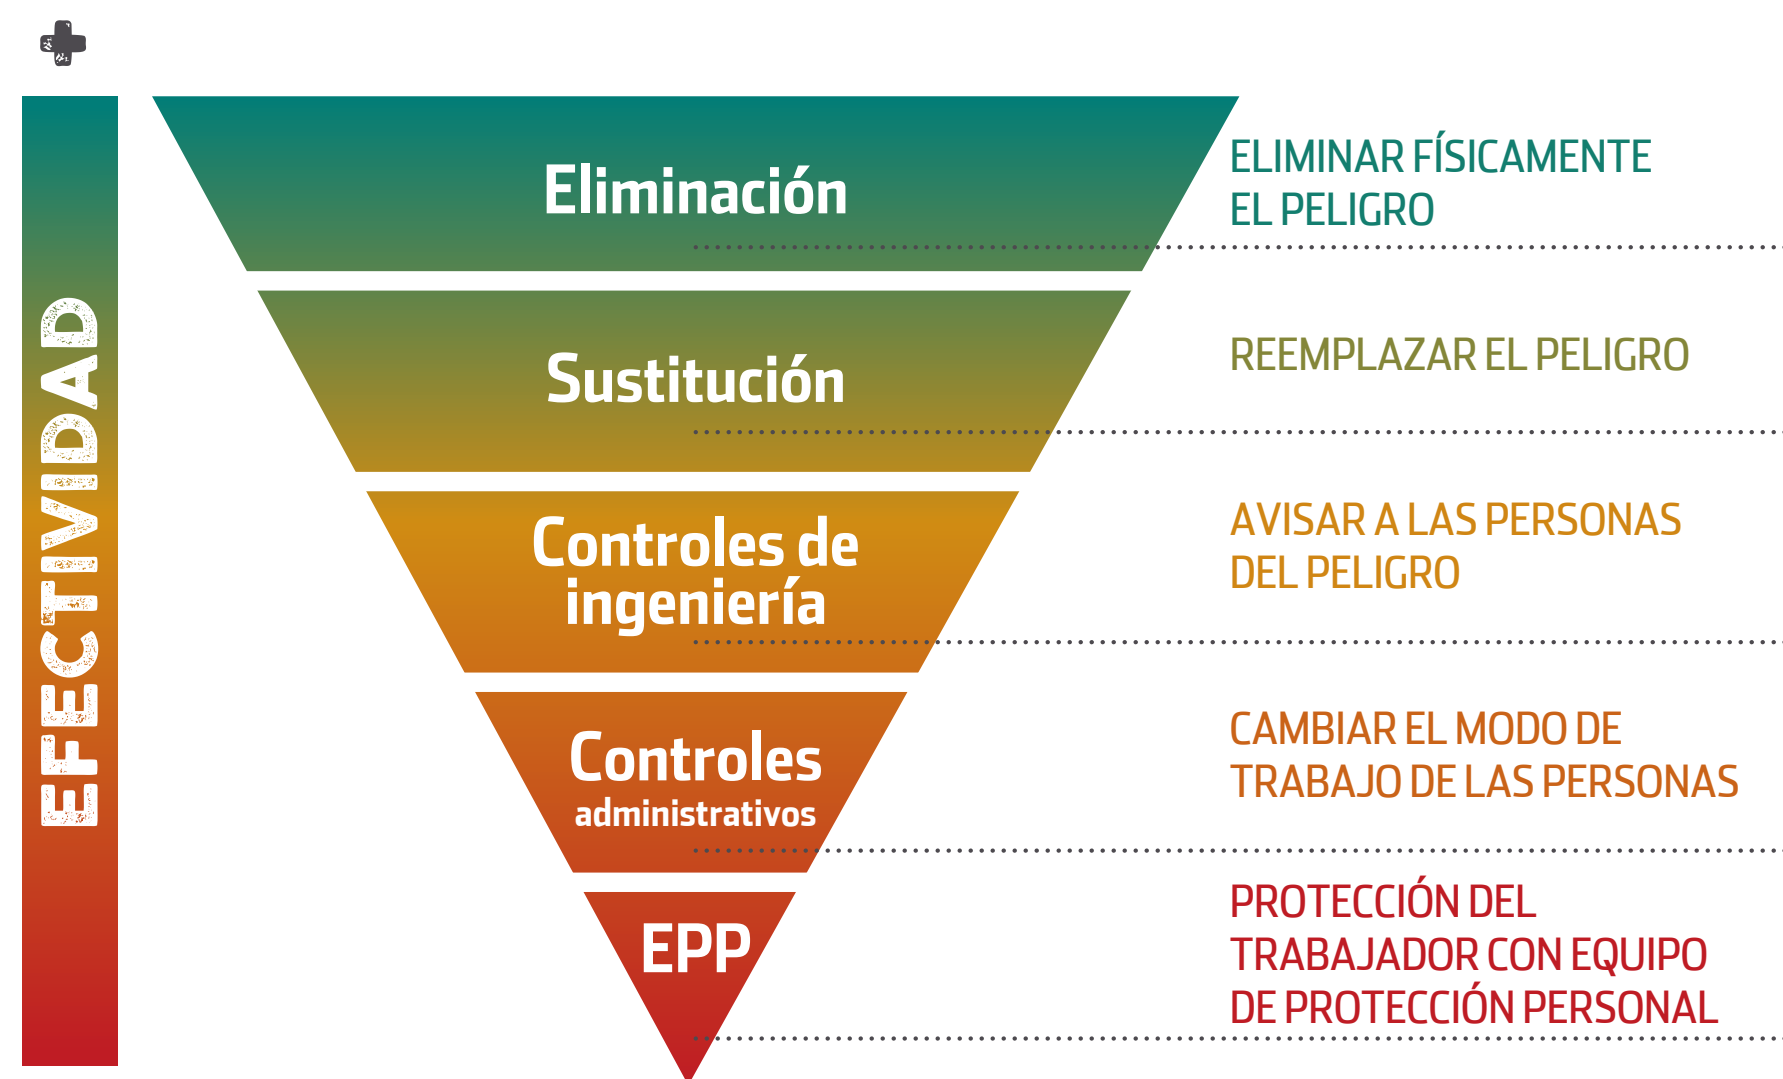 EFECTIVIDAD
Eliminación
ELIMINAR FÍSICAMENTE
EL PELIGRO
Sustitución
REEMPLAZAR EL PELIGRO
Controles de
ingeniería
AVISAR A LAS PERSONAS
DEL PELIGRO
Controles
administrativos
CAMBIAR EL MODO DE
TRABAJO DE LAS PERSONAS
EPP
PROTECCIÓN DEL
TRABAJADOR CON EQUIPO
DE PROTECCIÓN PERSONAL